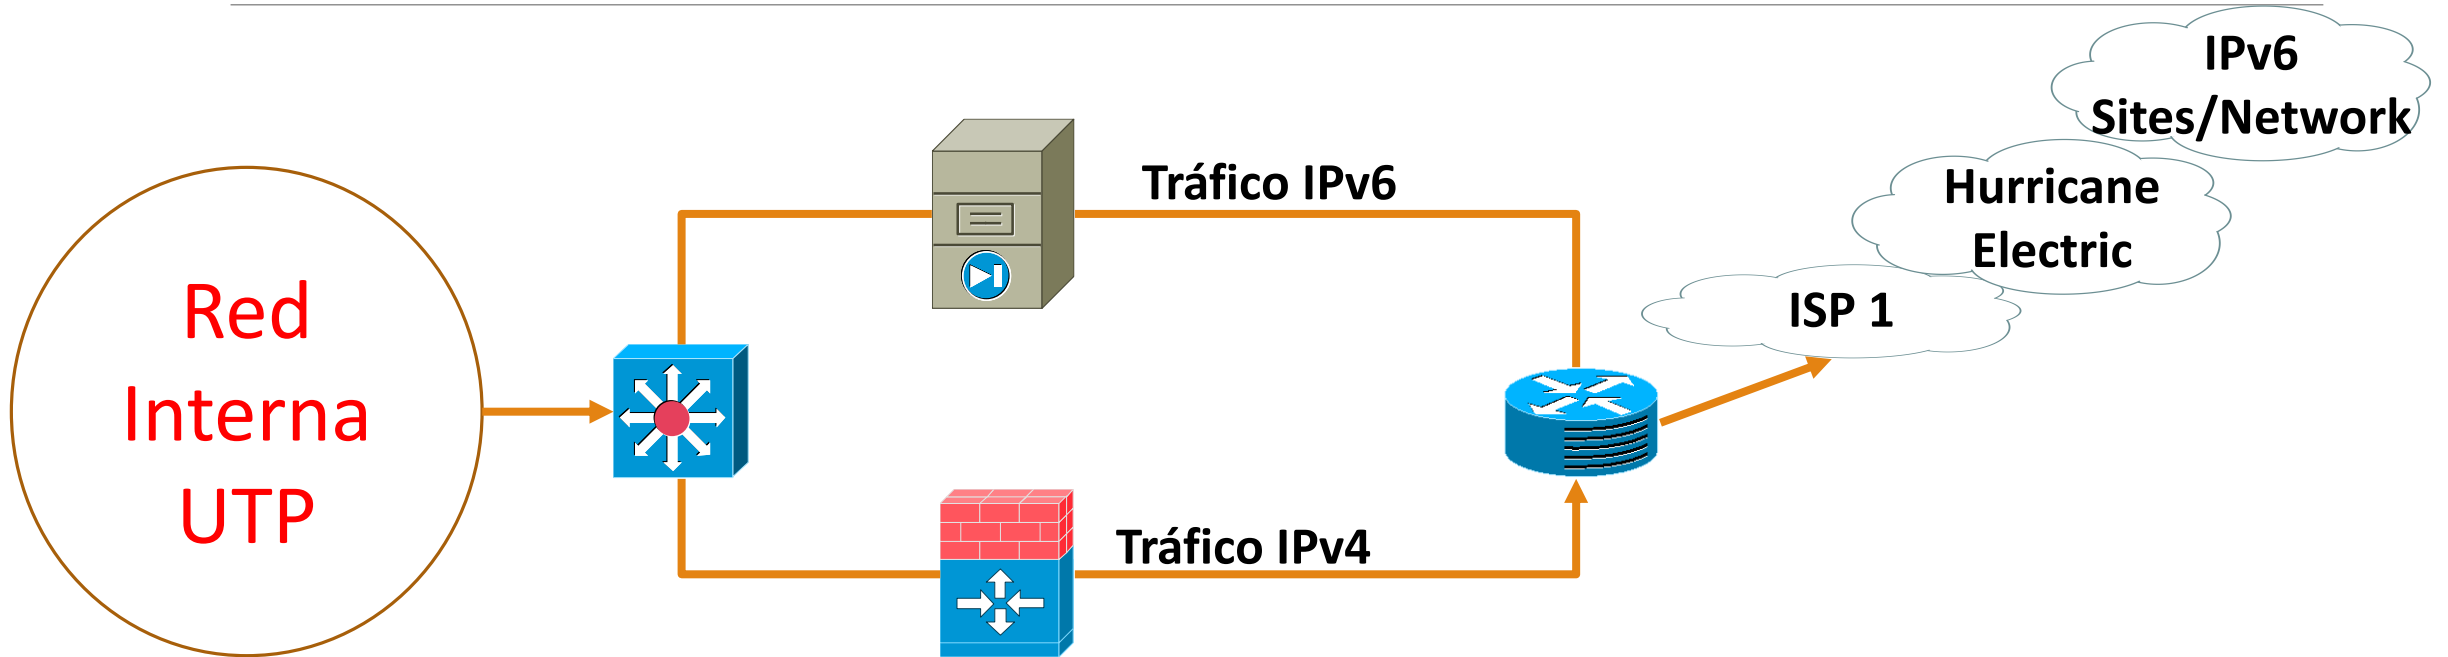 IPv6
Sites/Network
Hurricane
Electric
ISP 1
Tráfico IPv6
Red
Interna
UTP
Tráfico IPv4